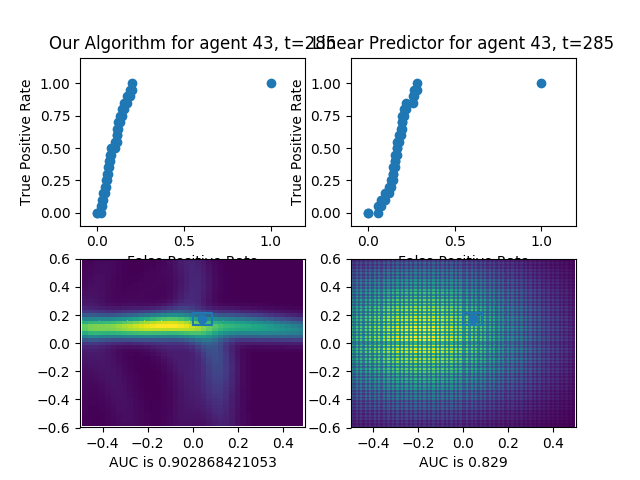 Our Algorithm for agent 43, t=285
Linear Predictor for agent 43, t=285
True Positive Rate
1.00
0.75
0.50
0.25
0.00
0.0 0.5 1.0
False Positive Rate
True Positive Rate
1.00
0.75
0.50
0.25
0.00
0.0 0.5 1.0
False Positive Rate
0.6
0.4
0.2
0.0
−0.2
−0.4
−0.6
−0.4 −0.2 0.0 0.2 0.4
AUC is 0.902868421053
0.6
0.4
0.2
0.0
−0.2
−0.4
−0.6
−0.4 −0.2 0.0 0.2 0.4
AUC is 0.829